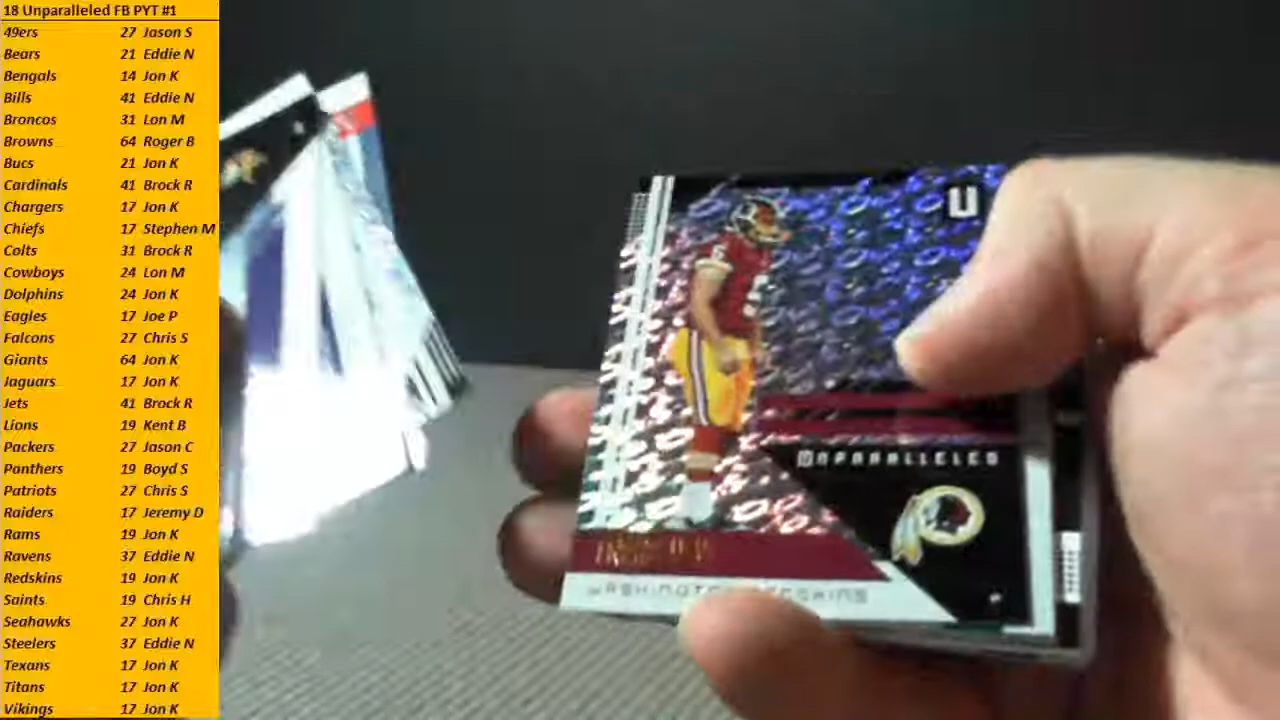 18 Unparalleled FB PYT #1
49ers 27 Jason S
Bears 21 Eddie N
Bengals 14 Jon K
Bills 41 Eddie N
Broncos 31 Lon M
Browns 64 Roger B
Bucs 21 Jon K
Cardinals 41 Brock R
Chargers 17 Jon K
Chiefs 17 Stephen M
Colts 31 Brock R
Cowboys 24 Lon M
Dolphins 24 Jon K
Eagles 17 Joe P
Falcons 27 Chris S
Giants 64 Jon K
Jaguars 17 Jon K
Jets 41 Brock R
Lions 19 Kent B
Packers 27 Jason C
Panthers 19 Boyd S
Patriots 27 Chris S
Raiders 17 Jeremy D
Rams 19 Jon K
Ravens 37 Eddie N
Redskins 19 Jon K
Saints 19 Chris H
Seahawks 27 Jon K
Steelers 37 Eddie N
Texans 17 Jon K
Titans 17 Jon K
Vikings 17 Jon K
U
UNPARALLELED
WASHINGTON REDSKINS